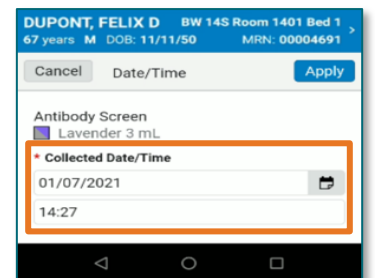 DUPONT, FELIX D BW 14S Room 1401 Bed 1
67 years M DOB: 11/11/50 MRN: 00004691
Cancel Date/Time Apply
Antibody Screen
Lavender 3 mL
* Collected Date/Time
01/07/2021
14:27